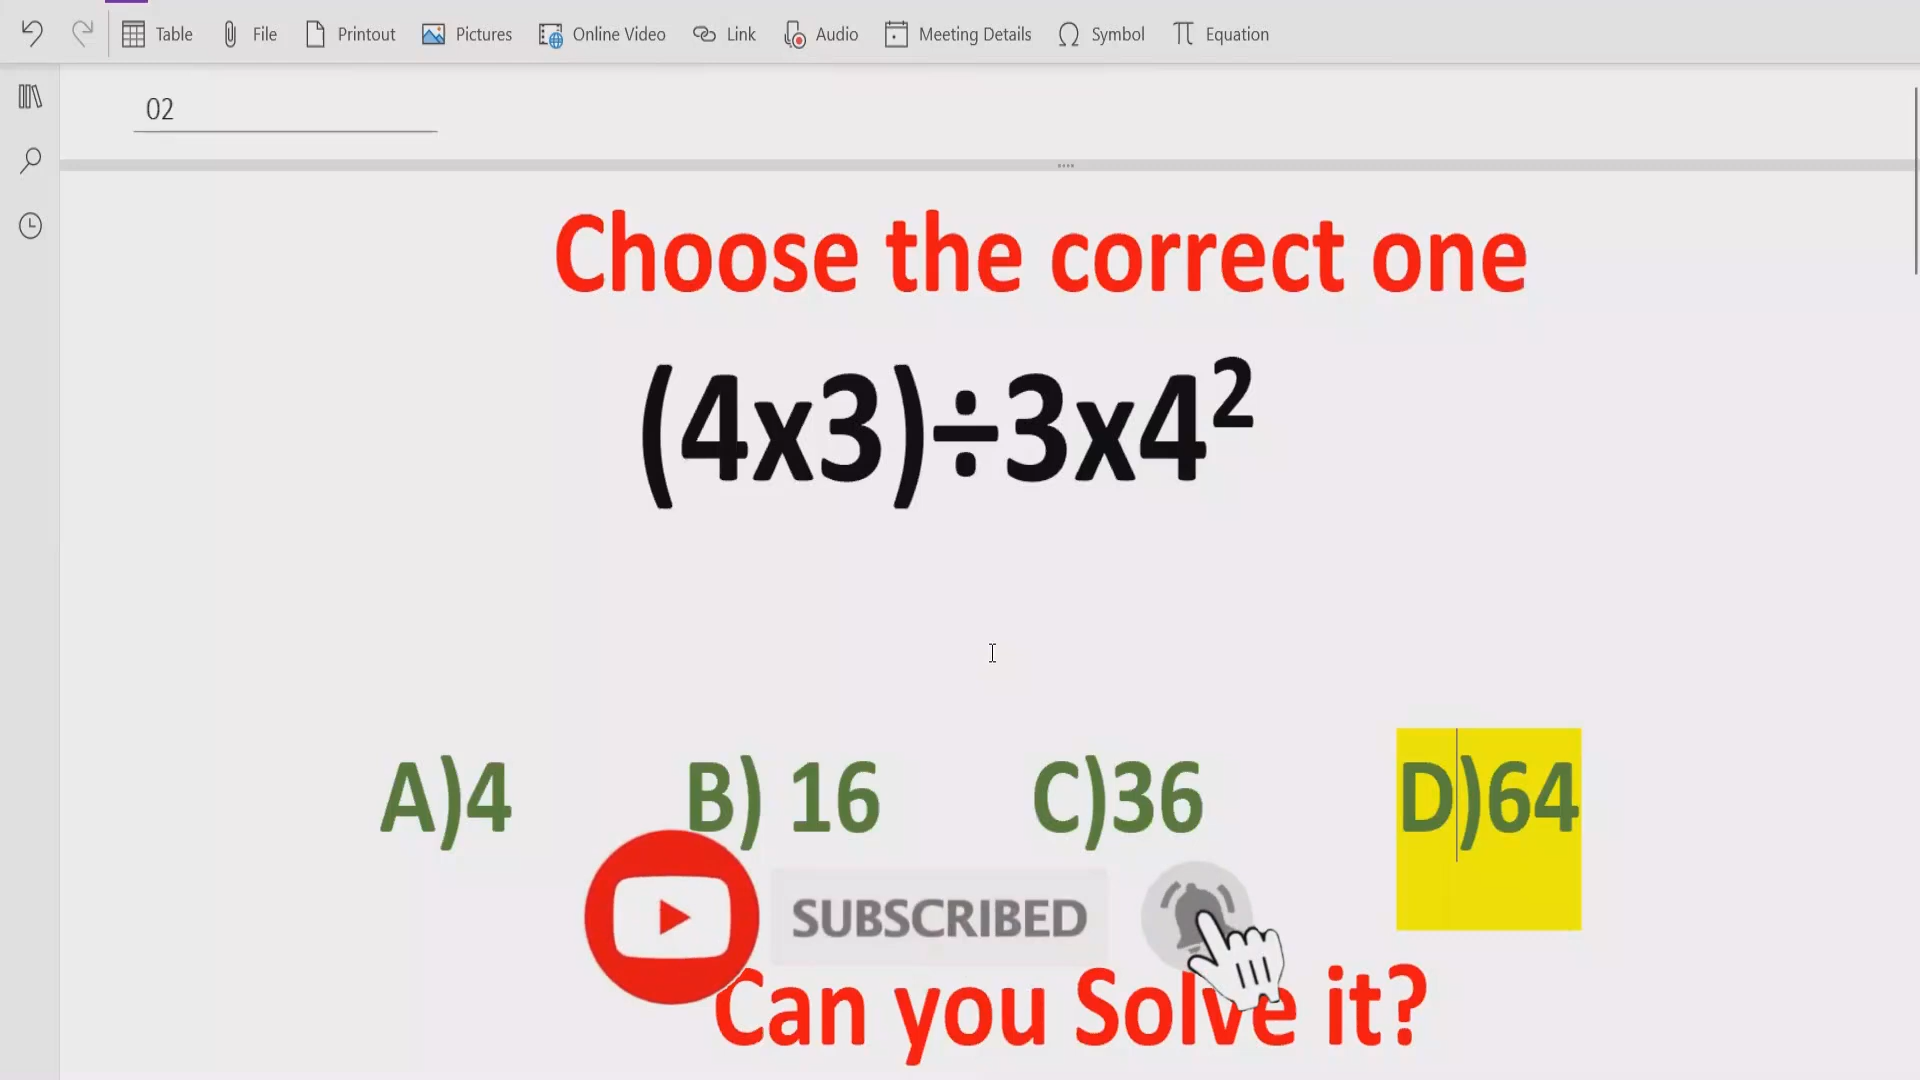 Table File Printout Pictures Online Video Link Audio Meeting Details Symbol Equation
02
Choose the correct one
(4x3)÷3x4²
A)4 B) 16 C)36 D)64
SUBSCRIBED
Can you Solve it?